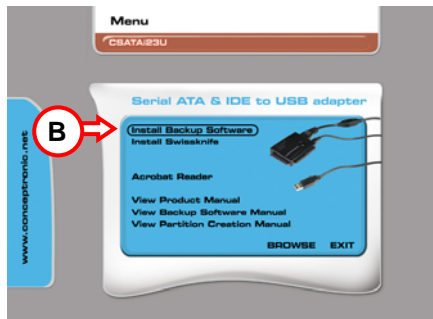 Menu
CSATAI23U
Serial ATA & IDE to USB adapter
B
Install Backup Software
Install Swissknife
Acrobat Reader
View Product Manual
View Backup Software Manual
View Partition Creation Manual
BROWSE EXIT
www.conceptronic.net